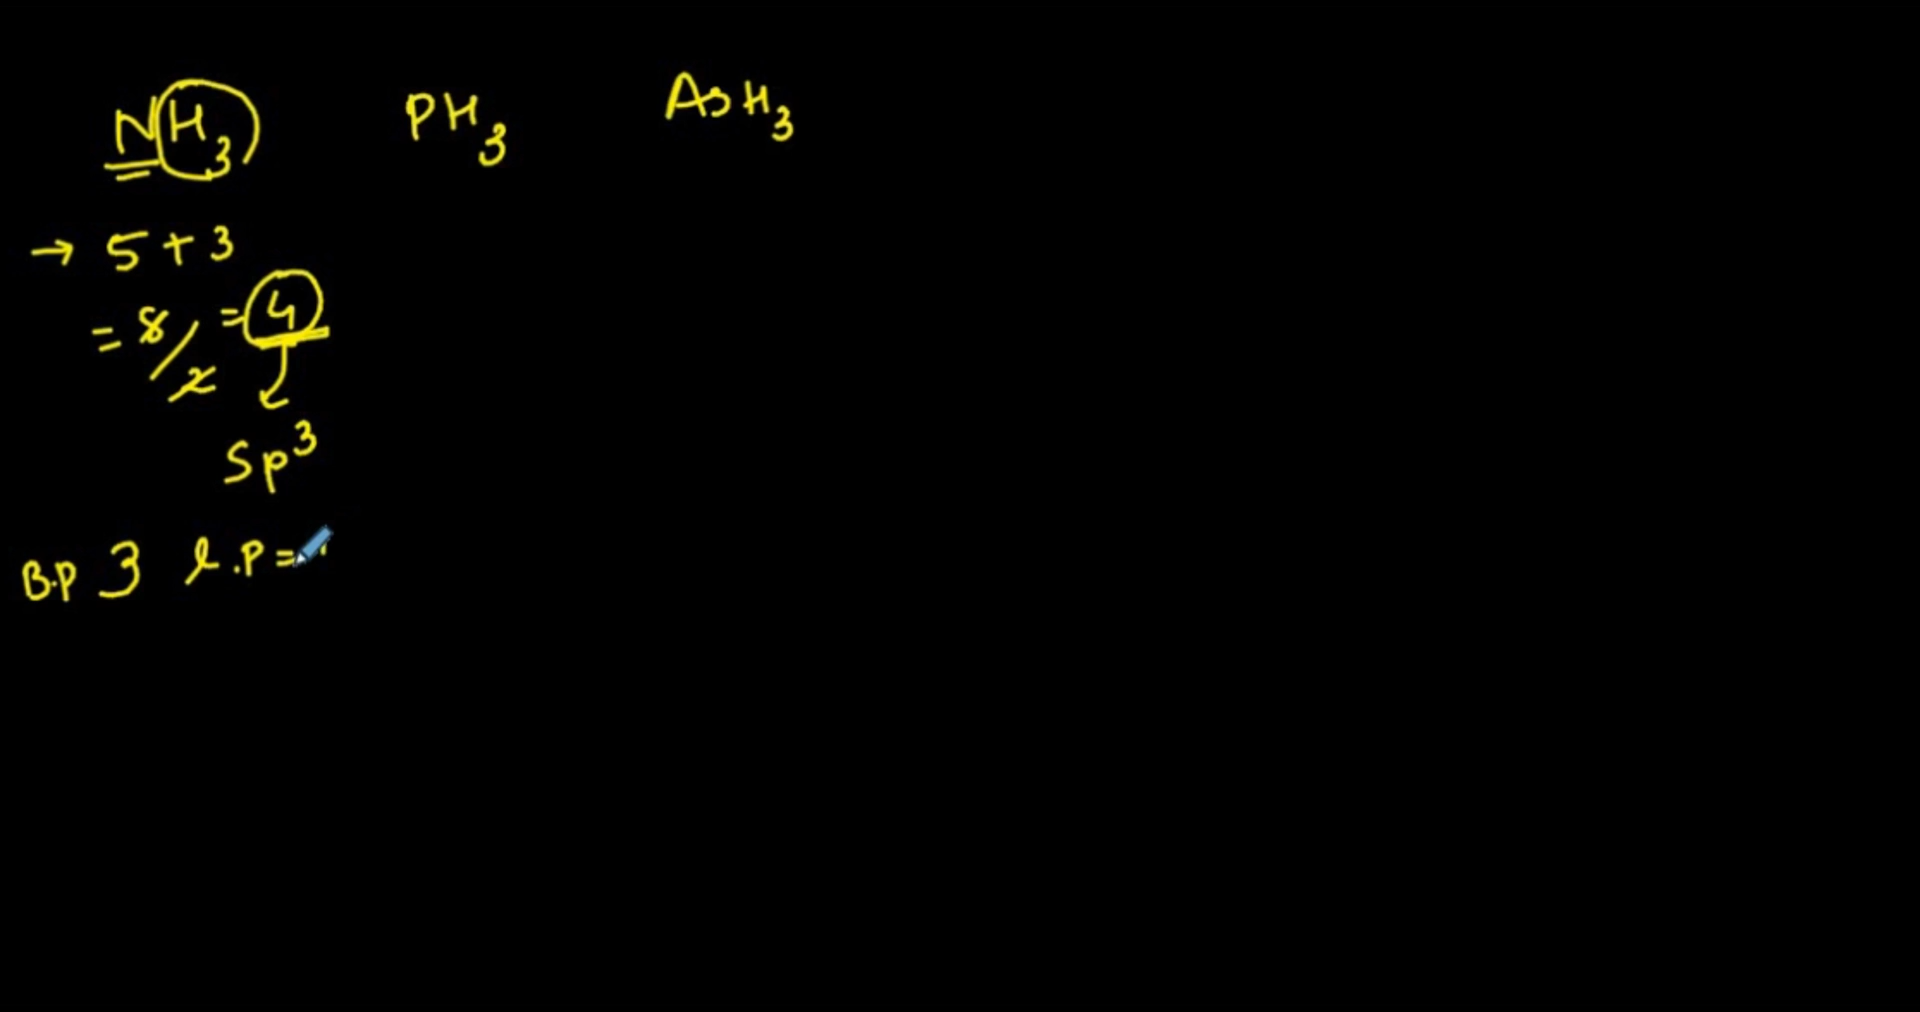 NH3 PH3 AsH3
→ 5 + 3
= 8/2 = 4
Sp3
B.P 3 l.P =